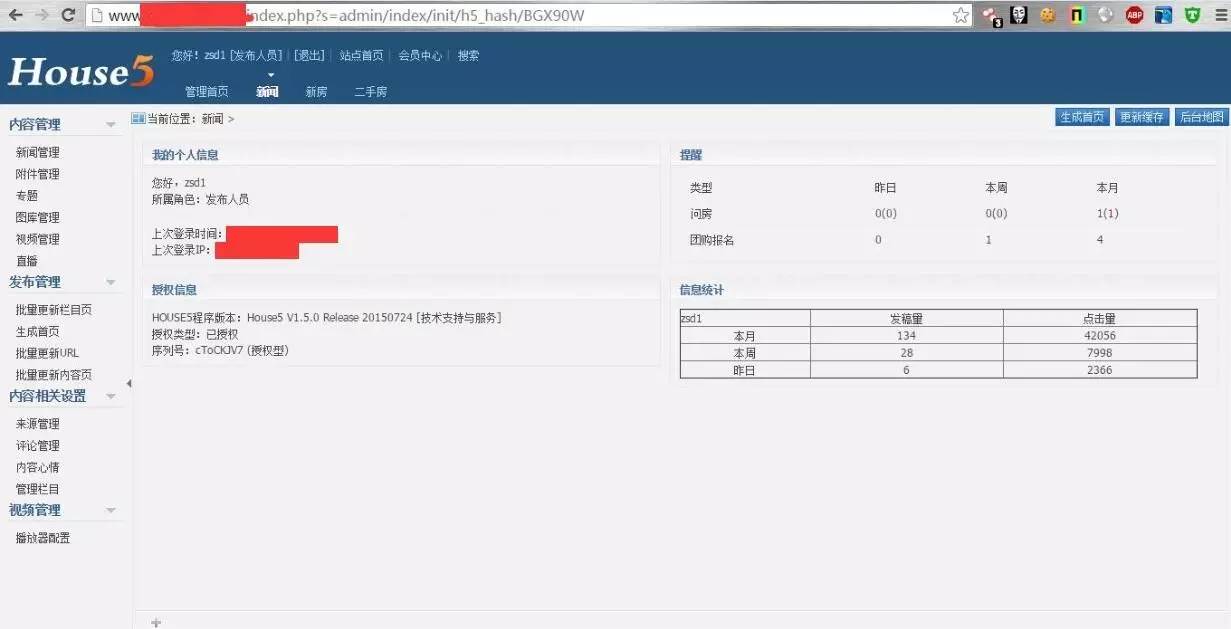 www index.php?s=admin/index/init/h5_hash/BGX90W
3
ABP
House5
您好！zsd1 [发布人员] | [退出] | 站点首页 | 会员中心 | 搜索
管理首页 新闻 新房 二手房
内容管理
新闻管理
附件管理
专题
图库管理
视频管理
直播
发布管理
批量更新栏目页
生成首页
批量更新URL
批量更新内容页
内容相关设置
来源管理
评论管理
内容心情
管理栏目
视频管理
播放器配置
当前位置：新闻 >
生成首页 更新缓存 后台地图
我的个人信息
您好，zsd1
所属角色：发布人员
上次登录时间：
上次登录IP：
授权信息
HOUSE5程序版本：House5 V1.5.0 Release 20150724 [技术支持与服务]
授权类型：已授权
序列号：cToCKJV7 (授权型)
提醒
类型 昨日 本周 本月
问房 0(0) 0(0) 1(1)
团购报名 0 1 4
信息统计
zsd1 发稿量 点击量
本月 134 42056
本周 28 7998
昨日 6 2366